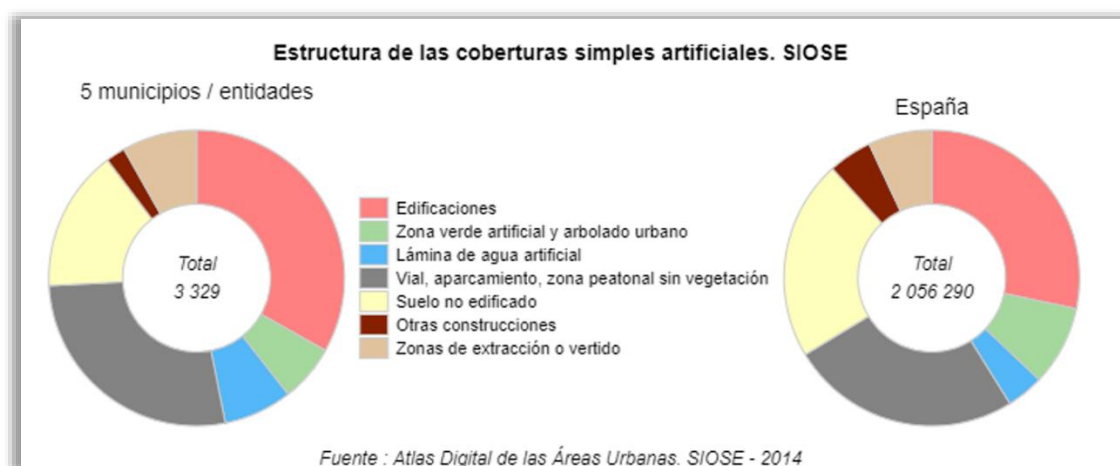 Estructura de las coberturas simples artificiales. SIOSE
5 municipios / entidades
España
Total
3 329
Edificaciones
Zona verde artificial y arbolado urbano
Lámina de agua artificial
Vial, aparcamiento, zona peatonal sin vegetación
Suelo no edificado
Otras construcciones
Zonas de extracción o vertido
Total
2 056 290
Fuente : Atlas Digital de las Áreas Urbanas. SIOSE - 2014